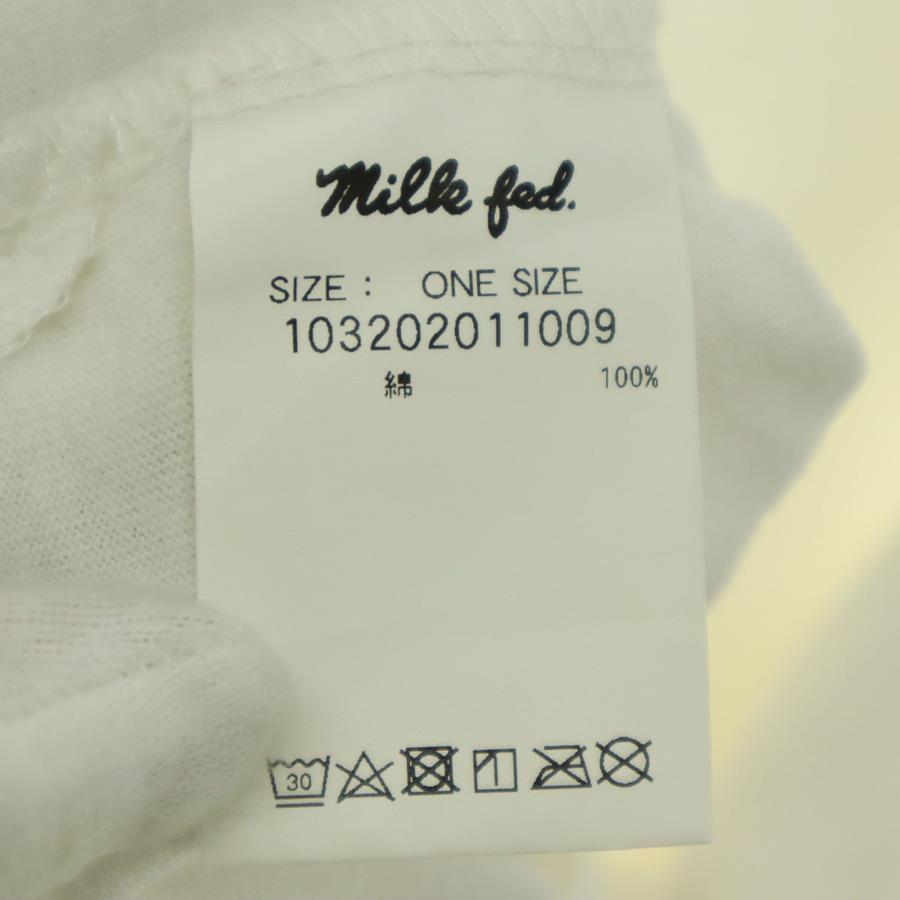 Milk fed.
SIZE : ONE SIZE
103202011009
綿 100%
30